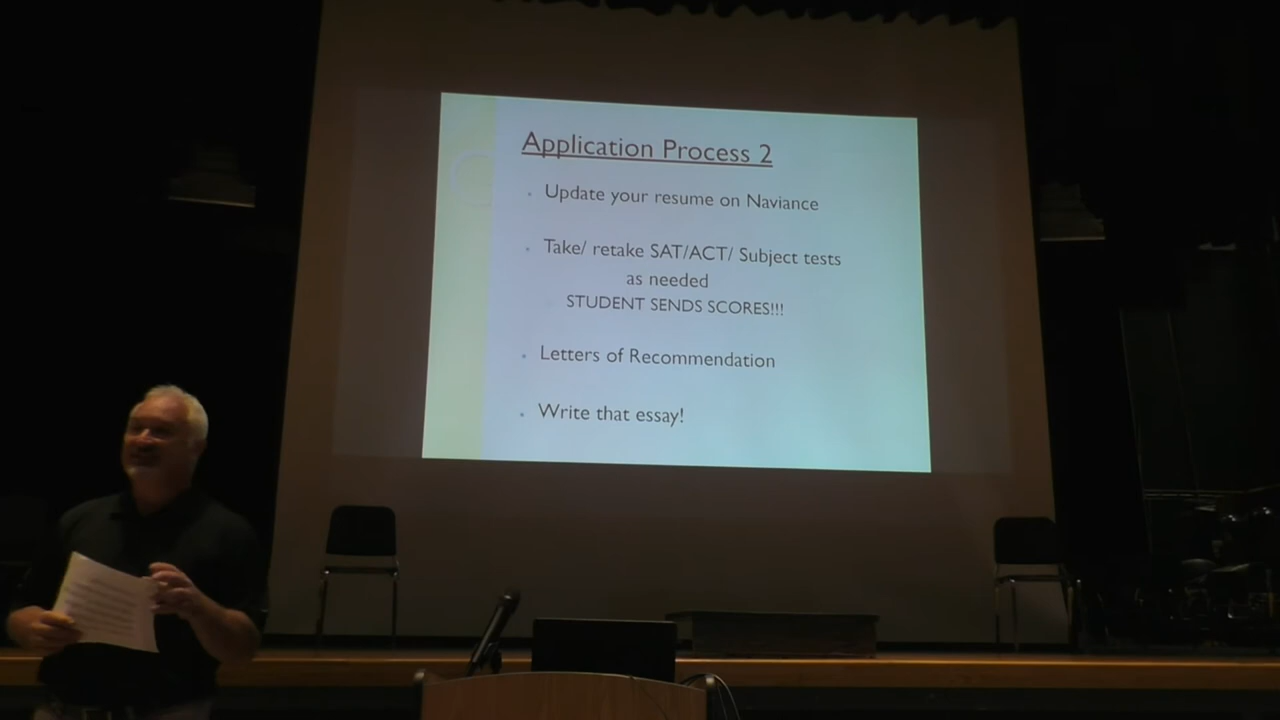 Application Process 2
Update your resume on Naviance
Take/ retake SAT/ACT/ Subject tests
as needed
STUDENT SENDS SCORES!!!
Letters of Recommendation
Write that essay!